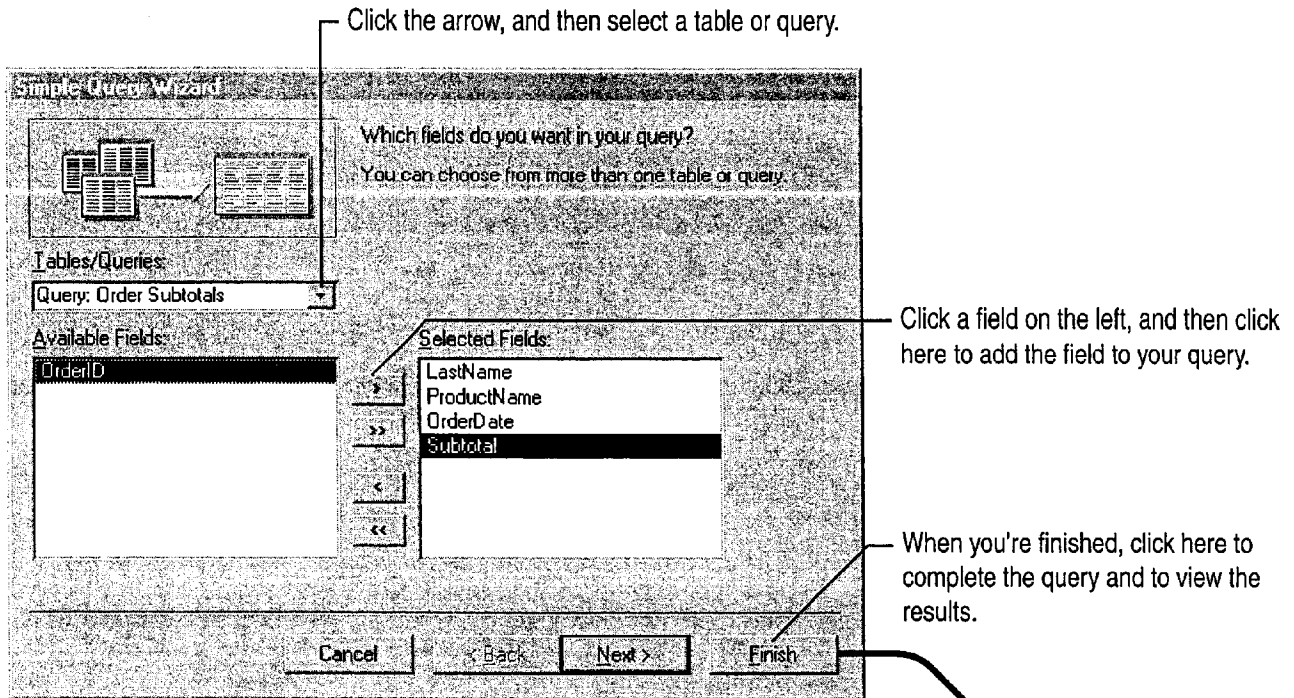 Click the arrow, and then select a table or query.
Simple Query Wizard
Which fields do you want in your query?
You can choose from more than one table or query.
Tables/Queries:
Query: Order Subtotals
Available Fields:
OrderID
>
>>
<
<<
Selected Fields:
LastName
ProductName
OrderDate
Subtotal
Click a field on the left, and then click
here to add the field to your query.
When you're finished, click here to
complete the query and to view the
results.
Cancel
< Back
Next >
Finish